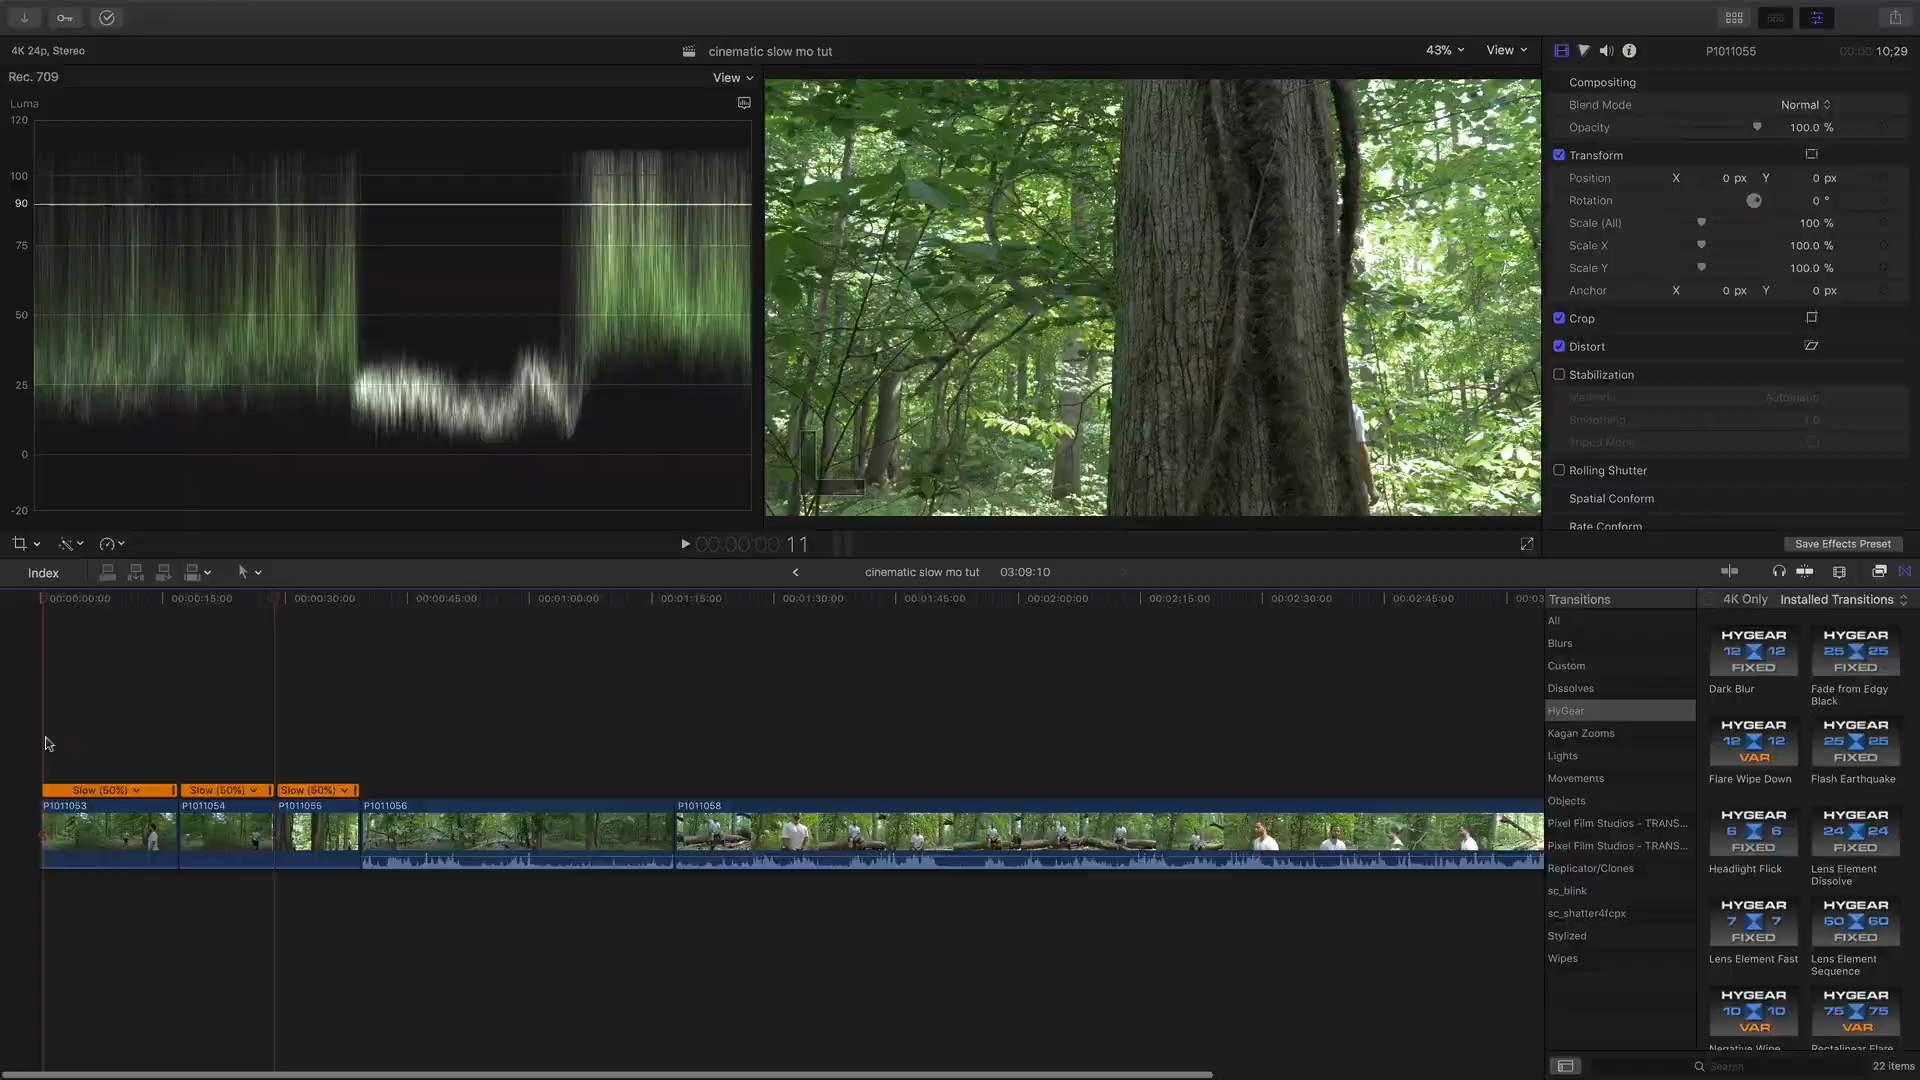 4K 24p, Stereo
cinematic slow mo tut
43%
View
P1011055
00:00:10;29
Rec. 709
View
Luma
120
100
90
75
50
25
0
-20
Compositing
Blend Mode
Normal
Opacity
100.0 %
Transform
Position
X
0 px
Y
0 px
Rotation
0 °
Scale (All)
100 %
Scale X
100.0 %
Scale Y
100.0 %
Anchor
X
0 px
Y
0 px
Crop
Distort
Stabilization
Method
Automatic
Smoothing
1.0
Tripod Mode
Rolling Shutter
Spatial Conform
Rate Conform
Save Effects Preset
00:00:00:11
Index
cinematic slow mo tut
03:09:10
00:00:00:00
00:00:15:00
00:00:30:00
00:00:45:00
00:01:00:00
00:01:15:00
00:01:30:00
00:01:45:00
00:02:00:00
00:02:15:00
00:02:30:00
00:02:45:00
00:03
Slow (50%)
Slow (50%)
Slow (50%)
P1011053
P1011054
P1011055
P1011056
P1011058
Transitions
4K Only
Installed Transitions
All
Blurs
Custom
Dissolves
HyGear
Kagan Zooms
Lights
Movements
Objects
Pixel Film Studios - TRANS...
Pixel Film Studios - TRANS...
Replicator/Clones
sc_blink
sc_shatter4fcpx
Stylized
Wipes
HYGEAR
12 12
FIXED
Dark Blur
HYGEAR
25 25
FIXED
Fade from Edgy
Black
HYGEAR
12 12
VAR
Flare Wipe Down
HYGEAR
25 25
FIXED
Flash Earthquake
HYGEAR
6 6
FIXED
Headlight Flick
HYGEAR
24 24
FIXED
Lens Element
Dissolve
HYGEAR
7 7
FIXED
Lens Element Fast
HYGEAR
60 60
FIXED
Lens Element
Sequence
HYGEAR
10 10
VAR
Negative Wipe
HYGEAR
75 75
VAR
Rectalinear Flare
Search
22 items